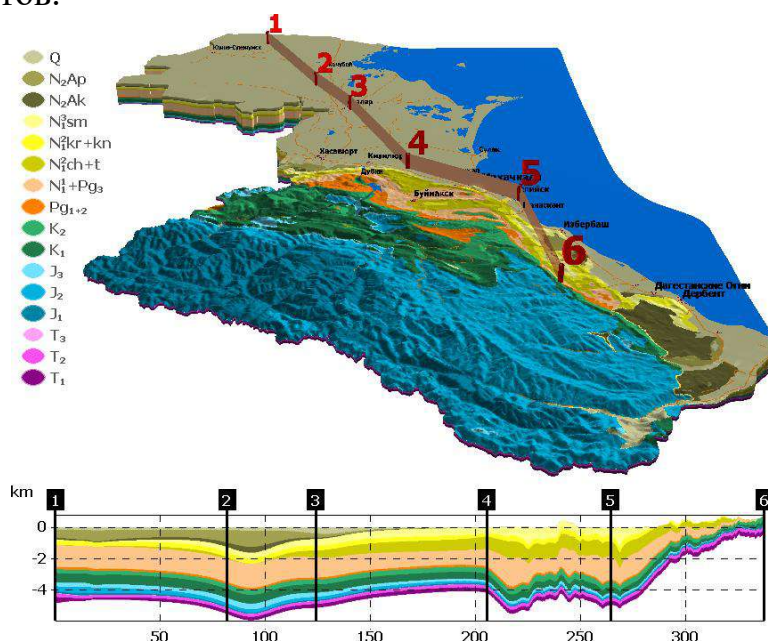 тов.
1
2
3
4
5
6
Q
N₂Ap
N₂Ak
N₁³sm
N₁²kr+kn
N₁²ch+t
N₁¹+Pg₃
Pg₁₊₂
K₂
K₁
J₃
J₂
J₁
T₃
T₂
T₁
Хасавюрт
Дубки
Буйнакск
Избербаш
Дагестанские Огни
Дербент
km
1 2 3 4 5 6
0
-2
-4
50 100 150 200 250 300